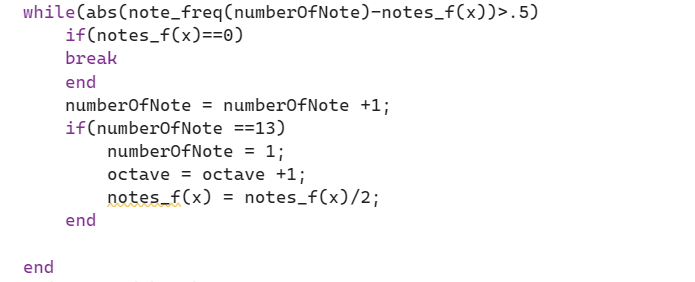 while(abs(note_freq(numberOfNote)-notes_f(x))>.5)
    if(notes_f(x)==0)
    break
    end
    numberOfNote = numberOfNote +1;
    if(numberOfNote ==13)
        numberOfNote = 1;
        octave = octave +1;
        notes_f(x) = notes_f(x)/2;
    end
end